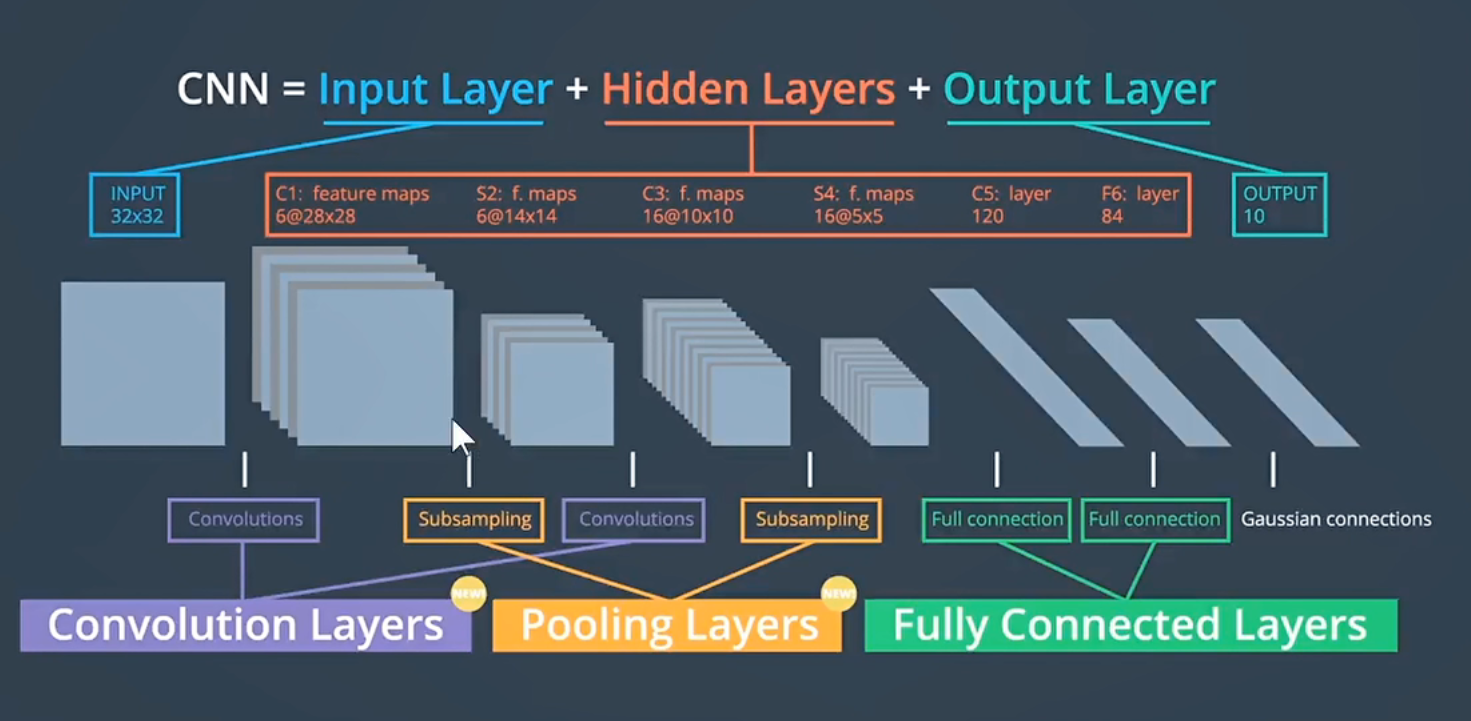 CNN = Input Layer + Hidden Layers + Output Layer
INPUT
32x32
C1: feature maps
6@28x28
S2: f. maps
6@14x14
C3: f. maps
16@10x10
S4: f. maps
16@5x5
C5: layer
120
F6: layer
84
OUTPUT
10
Convolutions
Subsampling
Convolutions
Subsampling
Full connection
Full connection
Gaussian connections
NEW!
NEW!
Convolution Layers
Pooling Layers
Fully Connected Layers